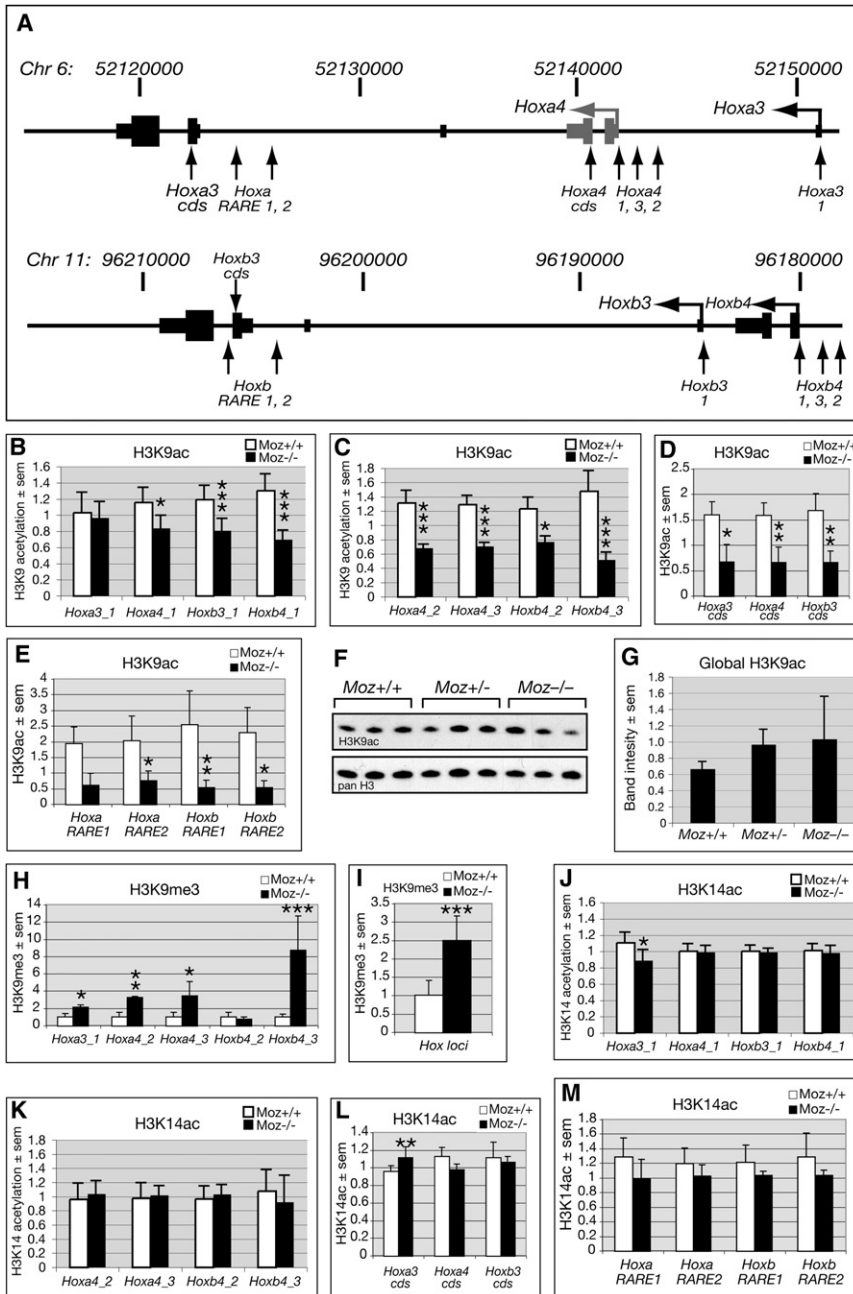 A
Chr 6: 52120000 52130000 52140000 52150000
Hoxa4 Hoxa3
Hoxa3 cds
Hoxa RARE 1, 2
Hoxa4 cds
Hoxa4 1, 3, 2
Hoxa3 1
Chr 11: 96210000 96200000 96190000 96180000
Hoxb3 cds
Hoxb3 Hoxb4
Hoxb RARE 1, 2
Hoxb3 1
Hoxb4 1, 3, 2
B
H3K9ac
Moz+/+
Moz-/-
H3K9 acetylation ± sem
1.6
1.4
1.2
1
0.8
0.6
0.4
0.2
0
*
***
***
Hoxa3_1 Hoxa4_1 Hoxb3_1 Hoxb4_1
C
H3K9ac
Moz+/+
Moz-/-
H3K9 acetylation ± sem
1.8
1.6
1.4
1.2
1
0.8
0.6
0.4
0.2
0
***
***
*
***
Hoxa4_2 Hoxa4_3 Hoxb4_2 Hoxb4_3
D
H3K9ac
Moz+/+
Moz-/-
H3K9ac ± sem
2.5
2
1.5
1
0.5
0
*
**
**
Hoxa3 cds Hoxa4 cds Hoxb3 cds
E
H3K9ac
Moz+/+
Moz-/-
H3K9ac ± sem
4
3.5
3
2.5
2
1.5
1
0.5
0
*
**
*
Hoxa RARE1 Hoxa RARE2 Hoxb RARE1 Hoxb RARE2
F
Moz+/+ Moz+/- Moz–/–
H3K9ac
pan H3
G
Global H3K9ac
Band intesity ± sem
1.8
1.6
1.4
1.2
1.0
0.8
0.6
0.4
0.2
0
Moz+/+ Moz+/- Moz–/–
H
H3K9me3
Moz+/+
Moz-/-
H3K9me3 ± sem
14
12
10
8
6
4
2
0
*
**
*
***
Hoxa3_1 Hoxa4_2 Hoxa4_3 Hoxb4_2 Hoxb4_3
I
H3K9me3
Moz+/+
Moz-/-
H3K9me3 ± sem
3.5
3
2.5
2
1.5
1
0.5
0
***
Hox loci
J
H3K14ac
Moz+/+
Moz-/-
H3K14 acetylation ± sem
1.6
1.4
1.2
1
0.8
0.6
0.4
0.2
0
*
Hoxa3_1 Hoxa4_1 Hoxb3_1 Hoxb4_1
K
H3K14ac
Moz+/+
Moz-/-
H3K14 acetylation ± sem
1.8
1.6
1.4
1.2
1
0.8
0.6
0.4
0.2
0
Hoxa4_2 Hoxa4_3 Hoxb4_2 Hoxb4_3
L
H3K14ac
Moz+/+
Moz-/-
H3K14ac ± sem
1.4
1.2
1
0.8
0.6
0.4
0.2
0
**
Hoxa3 cds Hoxa4 cds Hoxb3 cds
M
H3K14ac
Moz+/+
Moz-/-
H3K14ac ± sem
1.8
1.6
1.4
1.2
1
0.8
0.6
0.4
0.2
0
Hoxa RARE1 Hoxa RARE2 Hoxb RARE1 Hoxb RARE2